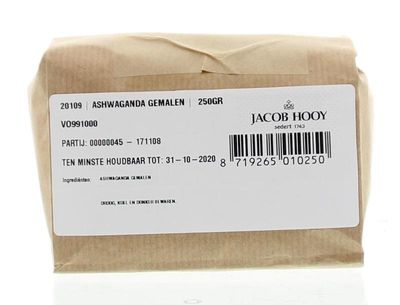 20109 | ASHWAGANDA GEMALEN | 250GR
VO991000
PARTIJ: 00000045 - 171108
TEN MINSTE HOUDBAAR TOT: 31-10-2020
Ingrediënten: ASHWAGANDA GEMALEN
DROOG, KOEL EN DONKER BEWAREN.
JACOB HOOY
sedert 1743
8 719265 010250